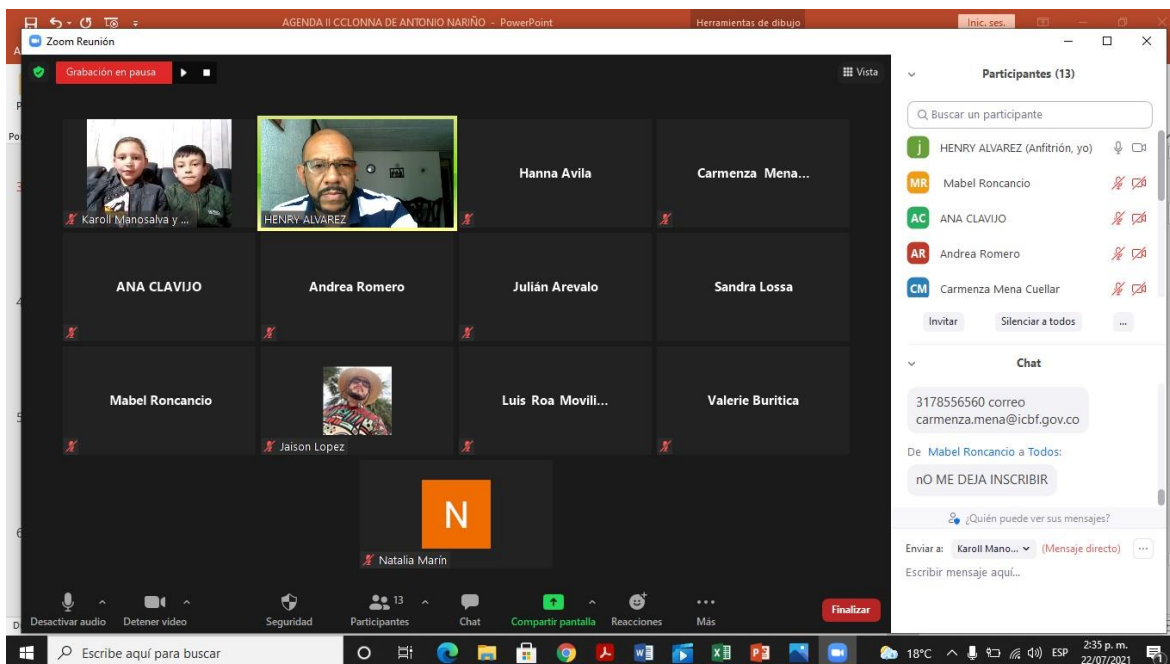 AGENDA II CCLONNA DE ANTONIO NARIÑO - PowerPoint
Herramientas de dibujo
Inic. ses.
Zoom Reunión
Grabación en pausa
Vista
Karoll Manosalva y ...
HENRY ALVAREZ
Hanna Avila
Carmenza Mena...
ANA CLAVIJO
Andrea Romero
Julián Arevalo
Sandra Lossa
Mabel Roncancio
Jaison Lopez
Luis Roa Movili...
Valerie Buritica
N
Natalia Marín
Participantes (13)
Buscar un participante
j HENRY ALVAREZ (Anfitrión, yo)
MR Mabel Roncancio
AC ANA CLAVIJO
AR Andrea Romero
CM Carmenza Mena Cuellar
Invitar Silenciar a todos ...
Chat
3178556560 correo
carmenza.mena@icbf.gov.co
De Mabel Roncancio a Todos:
nO ME DEJA INSCRIBIR
¿Quién puede ver sus mensajes?
Enviar a: Karoll Mano... (Mensaje directo) ...
Escribir mensaje aquí...
Desactivar audio Detener video Seguridad Participantes 13 Chat Compartir pantalla Reacciones Más Finalizar
Escribe aquí para buscar
18°C ESP 2:35 p. m.
22/07/2021